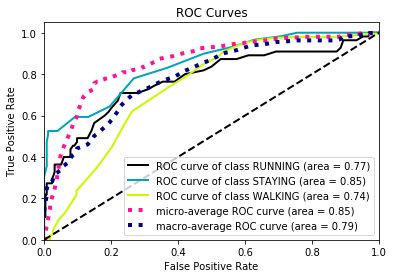 ROC Curves
True Positive Rate
1.0
0.8
0.6
0.4
0.2
0.0
ROC curve of class RUNNING (area = 0.77)
ROC curve of class STAYING (area = 0.85)
ROC curve of class WALKING (area = 0.74)
micro-average ROC curve (area = 0.85)
macro-average ROC curve (area = 0.79)
0.0 0.2 0.4 0.6 0.8 1.0
False Positive Rate